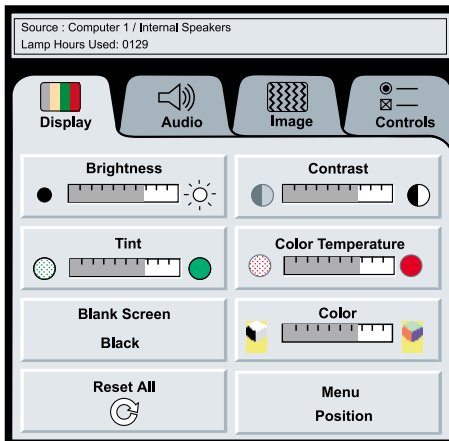 Source : Computer 1 / Internal Speakers
Lamp Hours Used: 0129
Display
Audio
Image
Controls
Brightness
Contrast
Tint
Color Temperature
Blank Screen
Black
Color
Reset All
Menu
Position